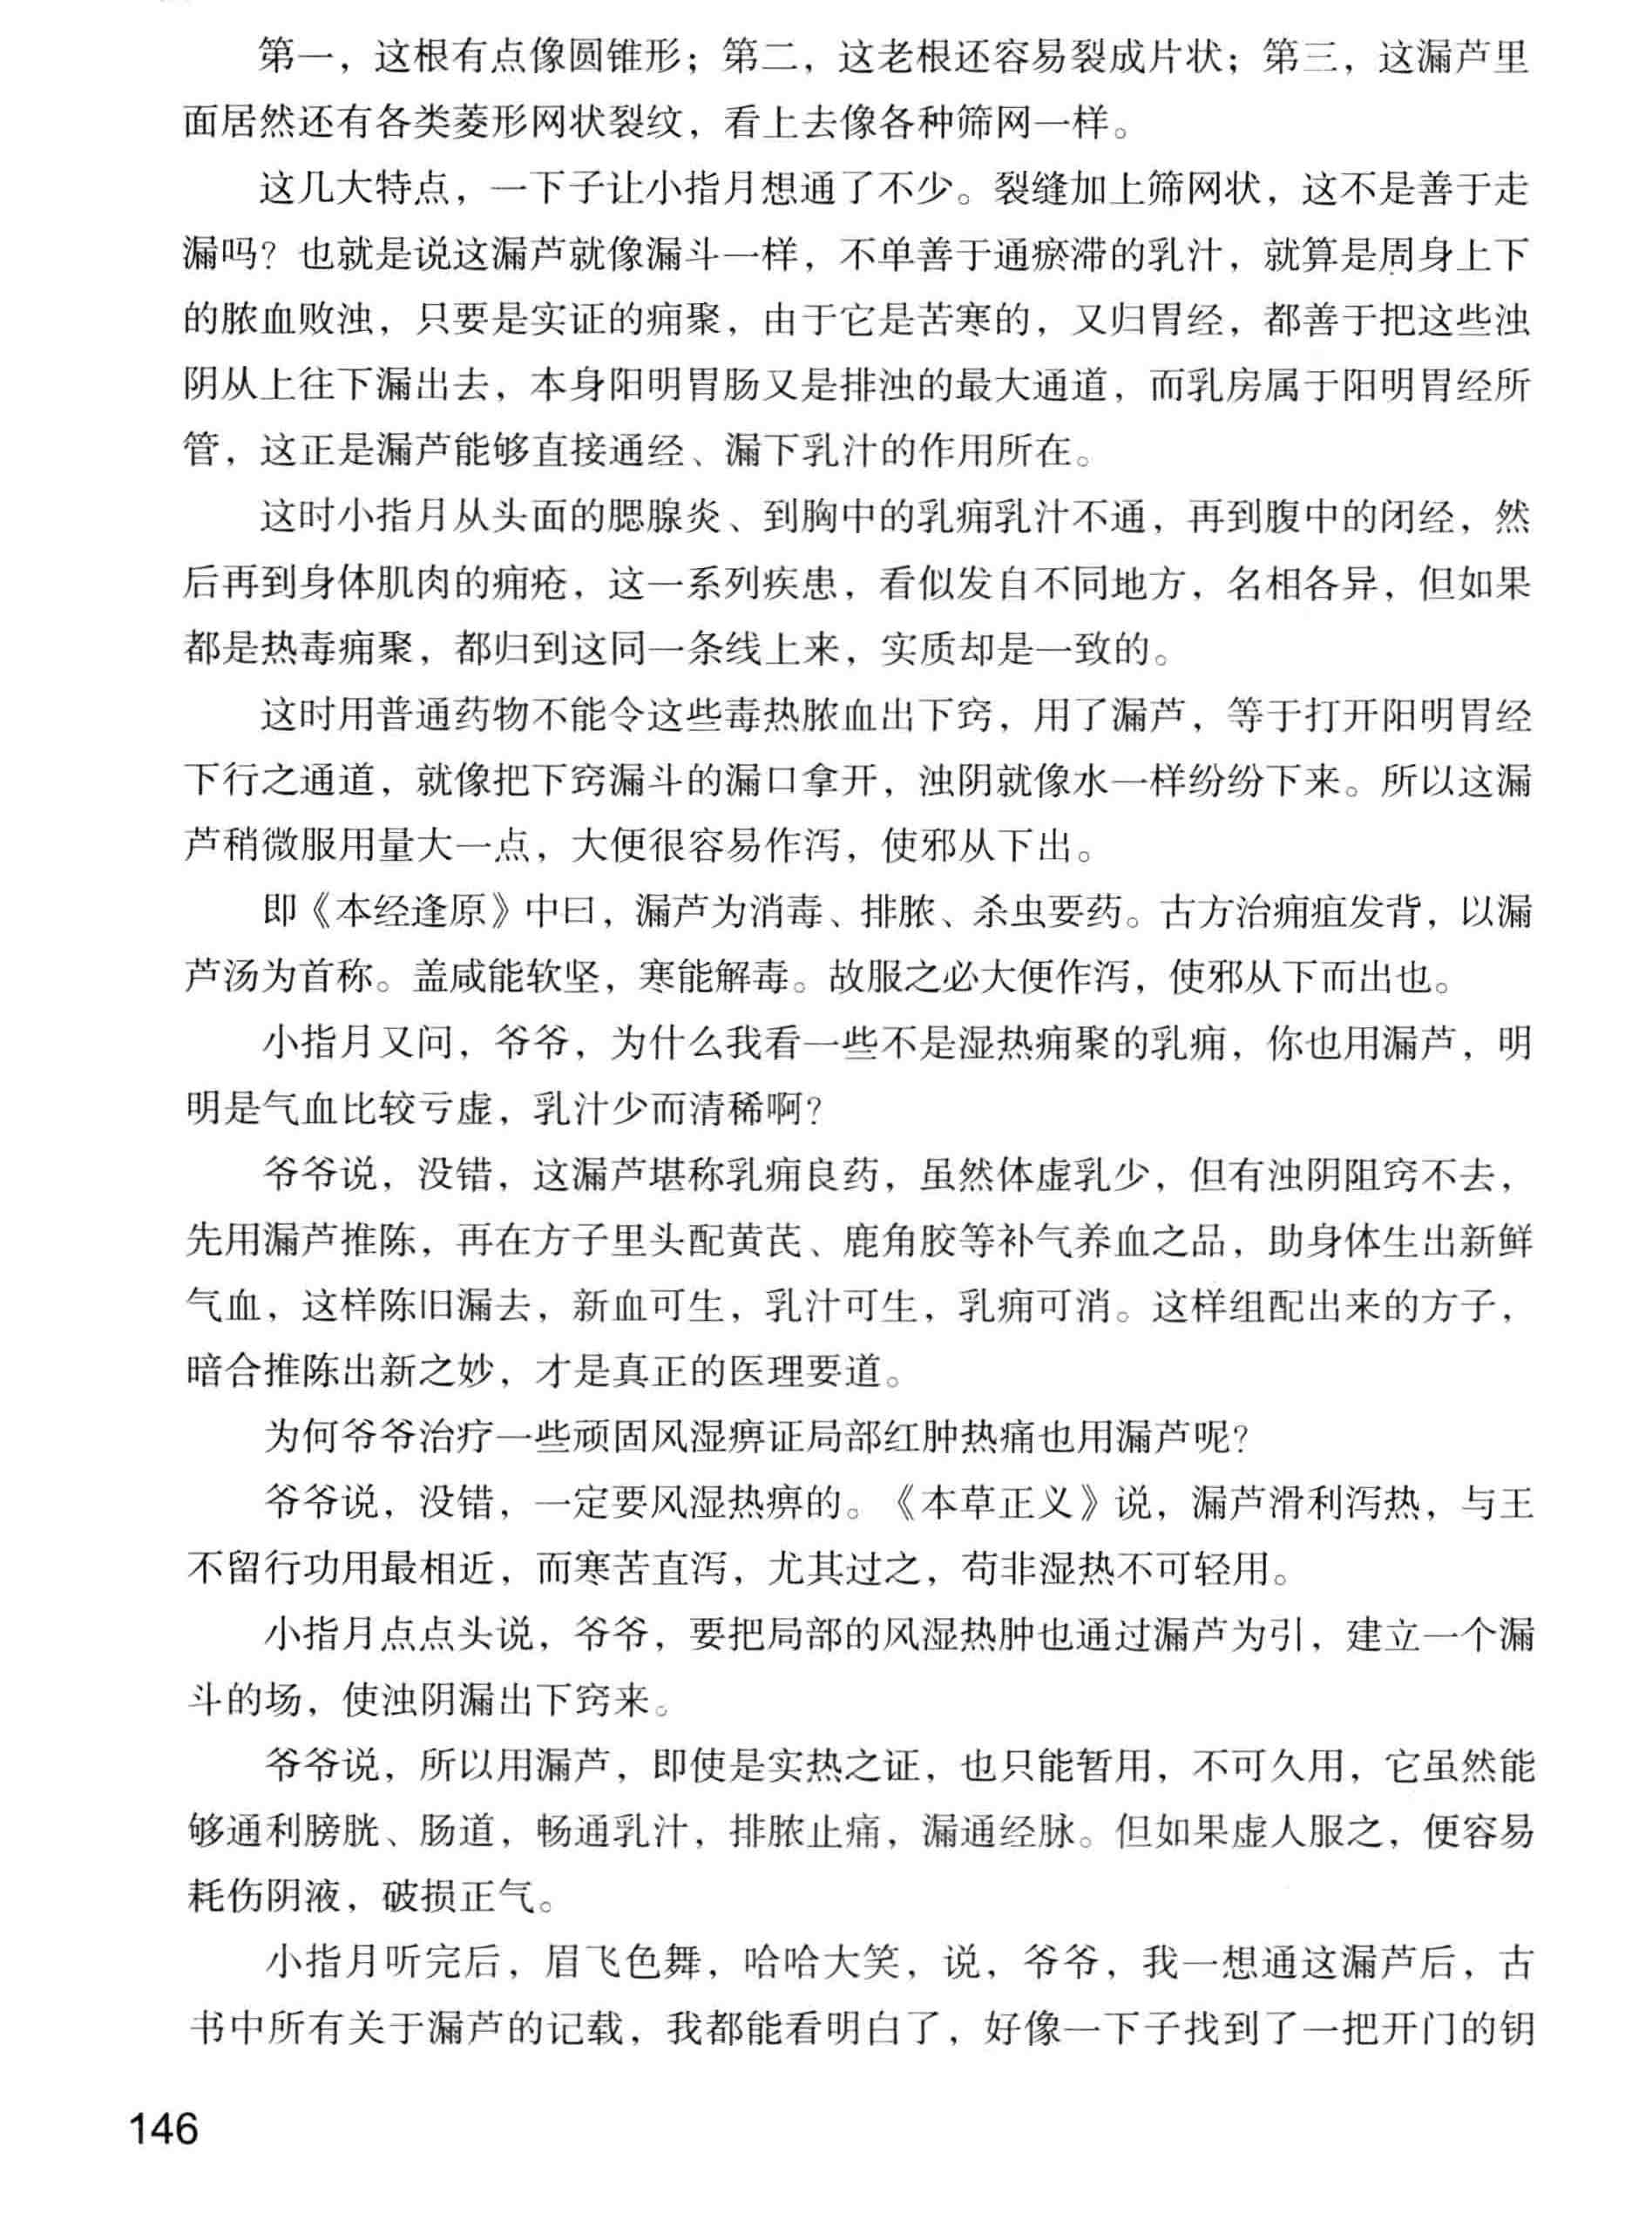 第一，这根有点像圆锥形；第二，这老根还容易裂成片状；第三，这漏芦里
面居然还有各类菱形网状裂纹，看上去像各种筛网一样。
这几大特点，一下子让小指月想通了不少。裂缝加上筛网状，这不是善于走
漏吗？也就是说这漏芦就像漏斗一样，不单善于通瘀滞的乳汁，就算是周身上下
的脓血败浊，只要是实证的痈聚，由于它是苦寒的，又归胃经，都善于把这些浊
阴从上往下漏出去，本身阳明胃肠又是排浊的最大通道，而乳房属于阳明胃经所
管，这正是漏芦能够直接通经、漏下乳汁的作用所在。
这时小指月从头面的腮腺炎、到胸中的乳痈乳汁不通，再到腹中的闭经，然
后再到身体肌肉的痈疮，这一系列疾患，看似发自不同地方，名相各异，但如果
都是热毒痈聚，都归到这同一条线上来，实质却是一致的。
这时用普通药物不能令这些毒热脓血出下窍，用了漏芦，等于打开阳明胃经
下行之通道，就像把下窍漏斗的漏口拿开，浊阴就像水一样纷纷下来。所以这漏
芦稍微服用量大一点，大便很容易作泻，使邪从下出。
即《本经逢原》中曰，漏芦为消毒、排脓、杀虫要药。古方治痈疽发背，以漏
芦汤为首称。盖咸能软坚，寒能解毒。故服之必大便作泻，使邪从下而出也。
小指月又问，爷爷，为什么我看一些不是湿热痈聚的乳痈，你也用漏芦，明
明是气血比较亏虚，乳汁少而清稀啊？
爷爷说，没错，这漏芦堪称乳痈良药，虽然体虚乳少，但有浊阴阻窍不去，
先用漏芦推陈，再在方子里头配黄芪、鹿角胶等补气养血之品，助身体生出新鲜
气血，这样陈旧漏去，新血可生，乳汁可生，乳痈可消。这样组配出来的方子，
暗合推陈出新之妙，才是真正的医理要道。
为何爷爷治疗一些顽固风湿痹证局部红肿热痛也用漏芦呢？
爷爷说，没错，一定要风湿热痹的。《本草正义》说，漏芦滑利泻热，与王
不留行功用最相近，而寒苦直泻，尤其过之，苟非湿热不可轻用。
小指月点点头说，爷爷，要把局部的风湿热肿也通过漏芦为引，建立一个漏
斗的场，使浊阴漏出下窍来。
爷爷说，所以用漏芦，即使是实热之证，也只能暂用，不可久用，它虽然能
够通利膀胱、肠道，畅通乳汁，排脓止痛，漏通经脉。但如果虚人服之，便容易
耗伤阴液，破损正气。
小指月听完后，眉飞色舞，哈哈大笑，说，爷爷，我一想通这漏芦后，古
书中所有关于漏芦的记载，我都能看明白了，好像一下子找到了一把开门的钥
146